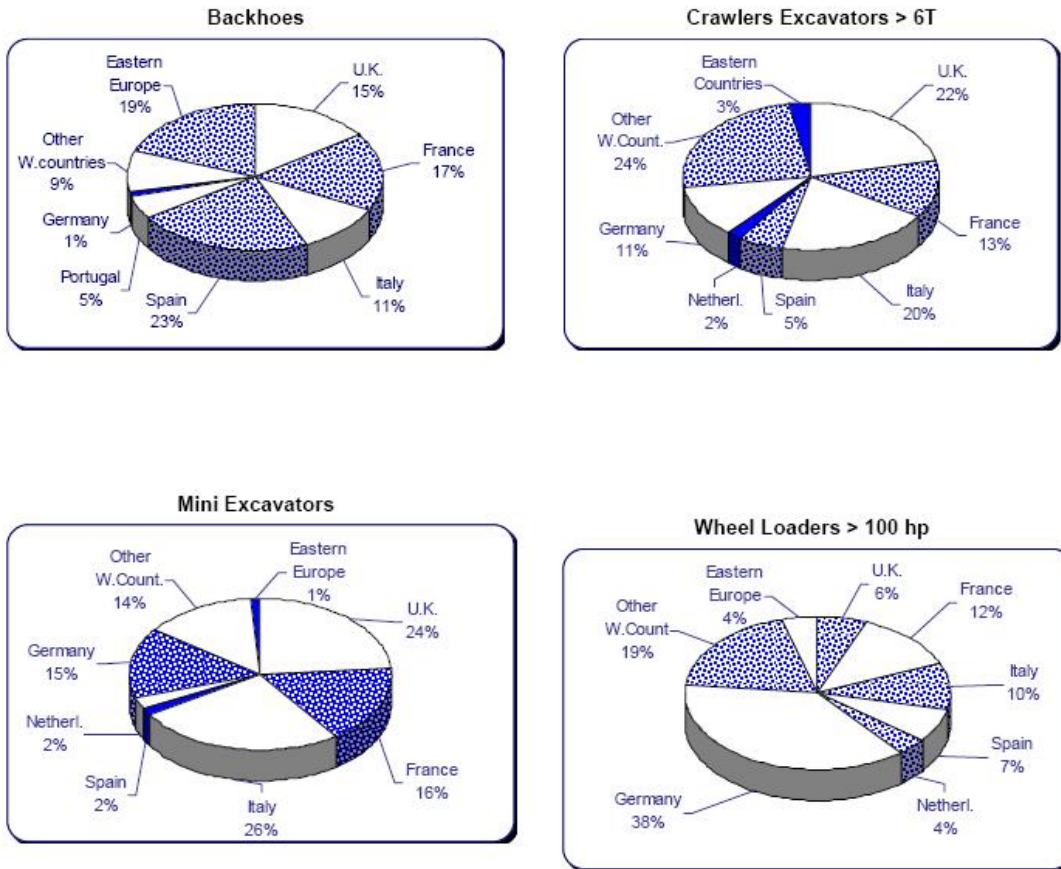 Backhoes
Eastern
Europe
19%
U.K.
15%
Other
W.countries
9%
France
17%
Germany
1%
Portugal
5%
Spain
23%
Italy
11%
Crawlers Excavators > 6T
Eastern
Countries
3%
U.K.
22%
Other
W.Count.
24%
Germany
11%
France
13%
Netherl.
2%
Spain
5%
Italy
20%
Mini Excavators
Other
W.Count.
14%
Eastern
Europe
1%
U.K.
24%
Germany
15%
Netherl.
2%
Spain
2%
Italy
26%
France
16%
Wheel Loaders > 100 hp
Eastern
Europe
4%
U.K.
6%
France
12%
Other
W.Count
19%
Italy
10%
Spain
7%
Germany
38%
Netherl.
4%